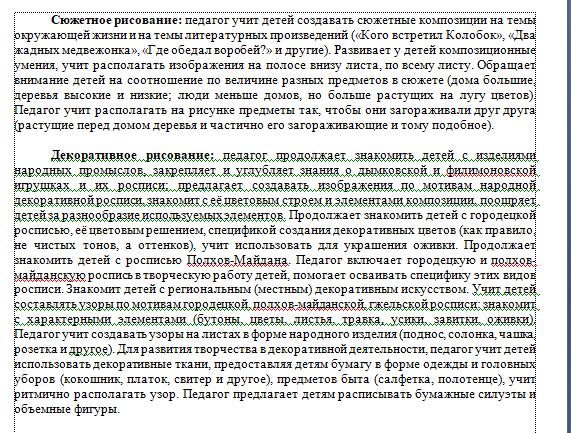 Сюжетное рисование: педагог учит детей создавать сюжетные композиции на темы
окружающей жизни и на темы литературных произведений («Кого встретил Колобок», «Два
жадных медвежонка», «Где обедал воробей?» и другие). Развивает у детей композиционные
умения, учит располагать изображения на полосе внизу листа, по всему листу. Обращает
внимание детей на соотношение по величине разных предметов в сюжете (дома большие,
деревья высокие и низкие; люди меньше домов, но больше растущих на лугу цветов).
Педагог учит располагать на рисунке предметы так, чтобы они загораживали друг друга
(растущие перед домом деревья и частично его загораживающие и тому подобное).
Декоративное рисование: педагог продолжает знакомить детей с изделиями
народных промыслов, закрепляет и углубляет знания о дымковской и филимоновской
игрушках и их росписи; предлагает создавать изображения по мотивам народной
декоративной росписи, знакомит с её цветовым строем и элементами композиции, поощряет
детей за разнообразие используемых элементов. Продолжает знакомить детей с городецкой
росписью, её цветовым решением, спецификой создания декоративных цветов (как правило,
не чистых тонов, а оттенков), учит использовать для украшения оживки. Продолжает
знакомить детей с росписью Полхов-Майдана. Педагог включает городецкую и полхов-
майданскую роспись в творческую работу детей, помогает осваивать специфику этих видов
росписи. Знакомит детей с региональным (местным) декоративным искусством. Учит детей
составлять узоры по мотивам городецкой, полхов-майданской, гжельской росписи: знакомит
с характерными элементами (бутоны, цветы, листья, травка, усики, завитки, оживки).
Педагог учит создавать узоры на листах в форме народного изделия (поднос, солонка, чашка,
розетка и другое). Для развития творчества в декоративной деятельности, педагог учит детей
использовать декоративные ткани, предоставляя детям бумагу в форме одежды и головных
уборов (кокошник, платок, свитер и другое), предметов быта (салфетка, полотенце), учит
ритмично располагать узор. Педагог предлагает детям расписывать бумажные силуэты и
объемные фигуры.